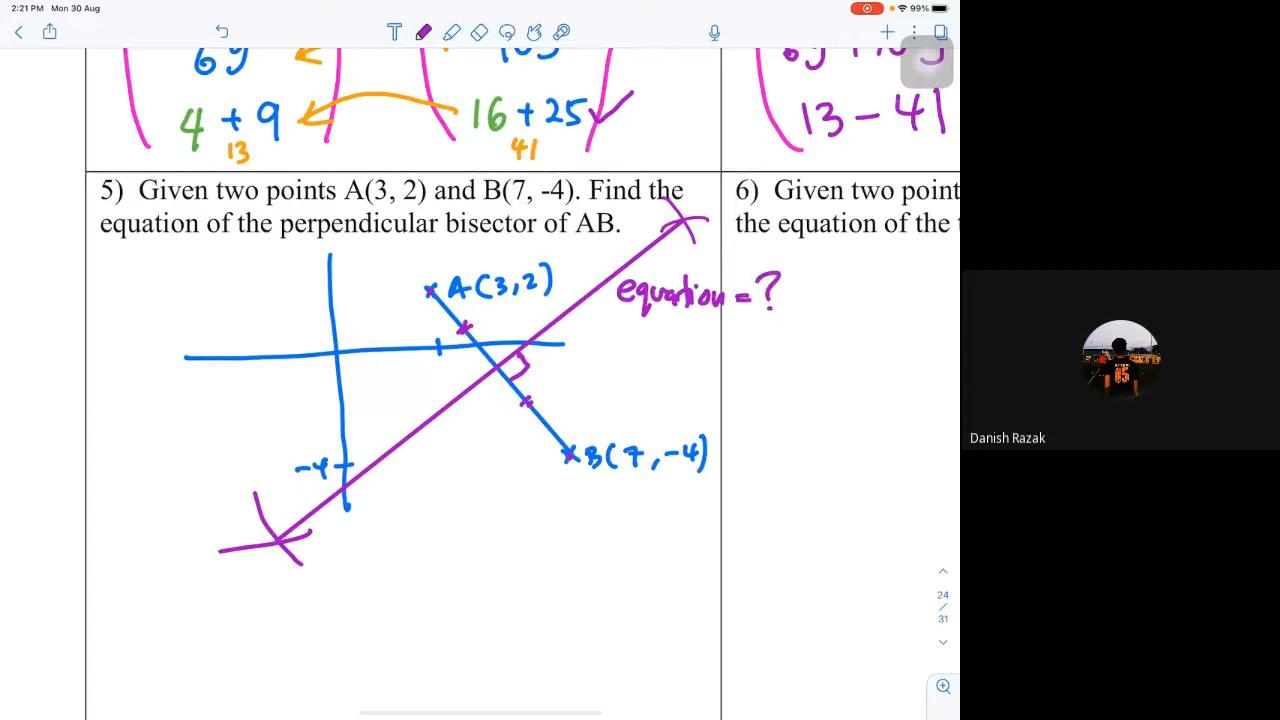 2:21 PM Mon 30 Aug
99%
6y
4 + 9
13
16 + 25
41
13 - 41
5) Given two points A(3, 2) and B(7, -4). Find the
equation of the perpendicular bisector of AB.
6) Given two point
the equation of the
A(3,2)
equation = ?
B(7,-4)
-4
Danish Razak
24
/
31